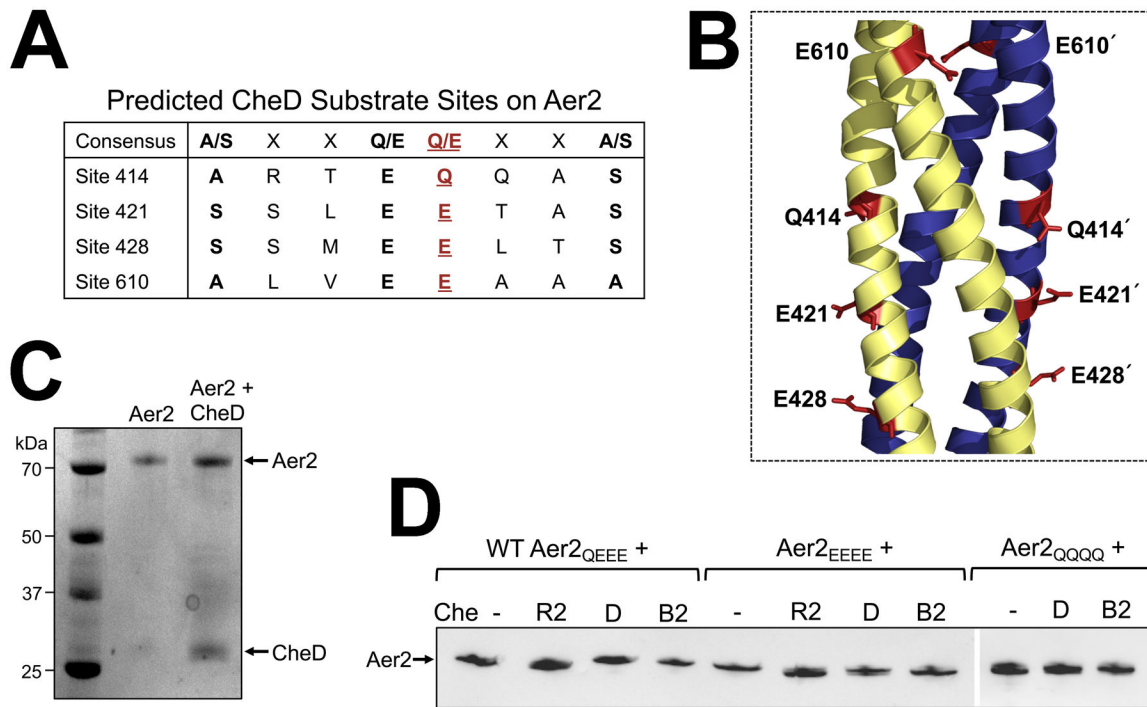 A
Predicted CheD Substrate Sites on Aer2
Consensus A/S X X Q/E Q/E X X A/S
Site 414 A R T E Q Q A S
Site 421 S S L E E T A S
Site 428 S S M E E L T S
Site 610 A L V E E A A A
B
E610 E610´
Q414 Q414´
E421 E421´
E428 E428´
C
Aer2 Aer2 +
CheD
kDa
70 Aer2
50
37
25 CheD
D
WT Aer2QEEE + Aer2EEEE + Aer2QQQQ +
Che - R2 D B2 - R2 D B2 - D B2
Aer2